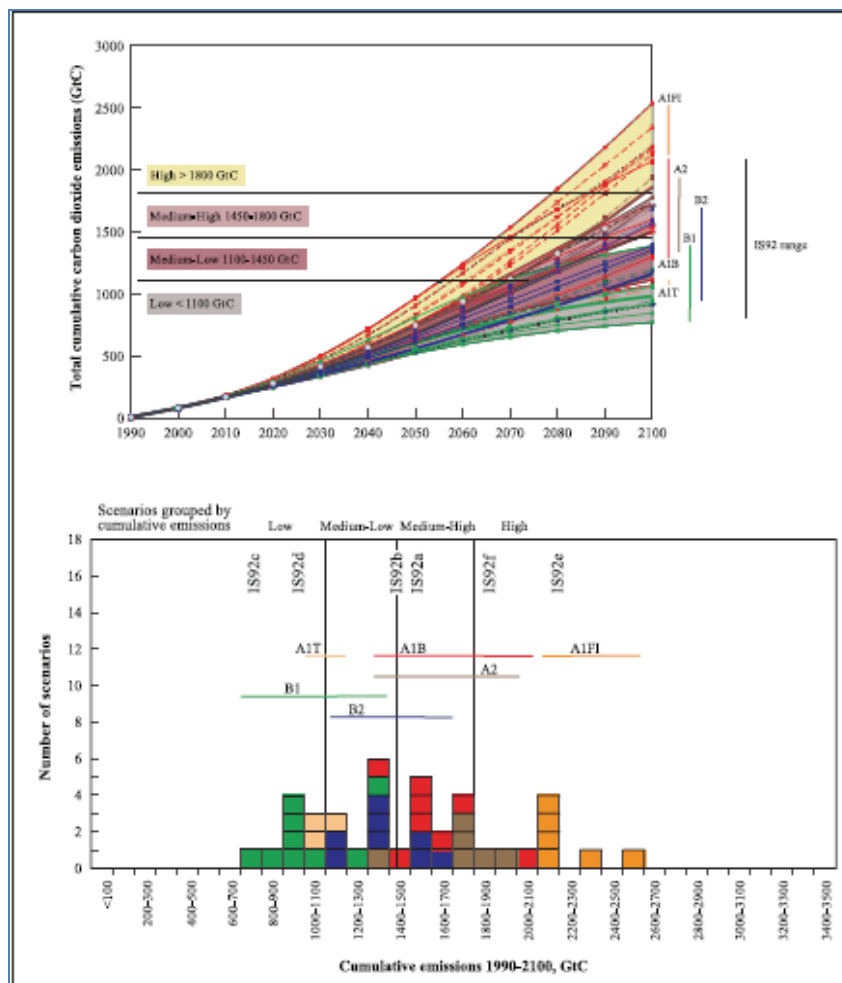 Total cumulative carbon dioxide emissions (GtC)
3000
2500
2000
1500
1000
500
0
High > 1800 GtC
Medium-High 1450-1800 GtC
Medium-Low 1100-1450 GtC
Low < 1100 GtC
A1FI
A2
B2
IS92 range
B1
A1B
A1T
1990 2000 2010 2020 2030 2040 2050 2060 2070 2080 2090 2100
Scenarios grouped by
cumulative emissions Low Medium-Low Medium-High High
Number of scenarios
18
16
14
12
10
8
6
4
2
0
IS92c
IS92d
IS92b
IS92a
IS92f
IS92e
A1T A1B A1FI
A2
B1
B2
<100
200-300
400-500
600-700
800-900
1000-1100
1200-1300
1400-1500
1600-1700
1800-1900
2000-2100
2200-2300
2400-2500
2600-2700
2800-2900
3000-3100
3200-3300
3400-3500
Cumulative emissions 1990-2100, GtC